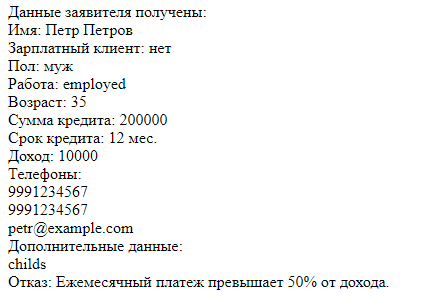 Данные заявителя получены:
Имя: Петр Петров
Зарплатный клиент: нет
Пол: муж
Работа: employed
Возраст: 35
Сумма кредита: 200000
Срок кредита: 12 мес.
Доход: 10000
Телефоны:
9991234567
9991234567
petr@example.com
Дополнительные данные:
childs
Отказ: Ежемесячный платеж превышает 50% от дохода.